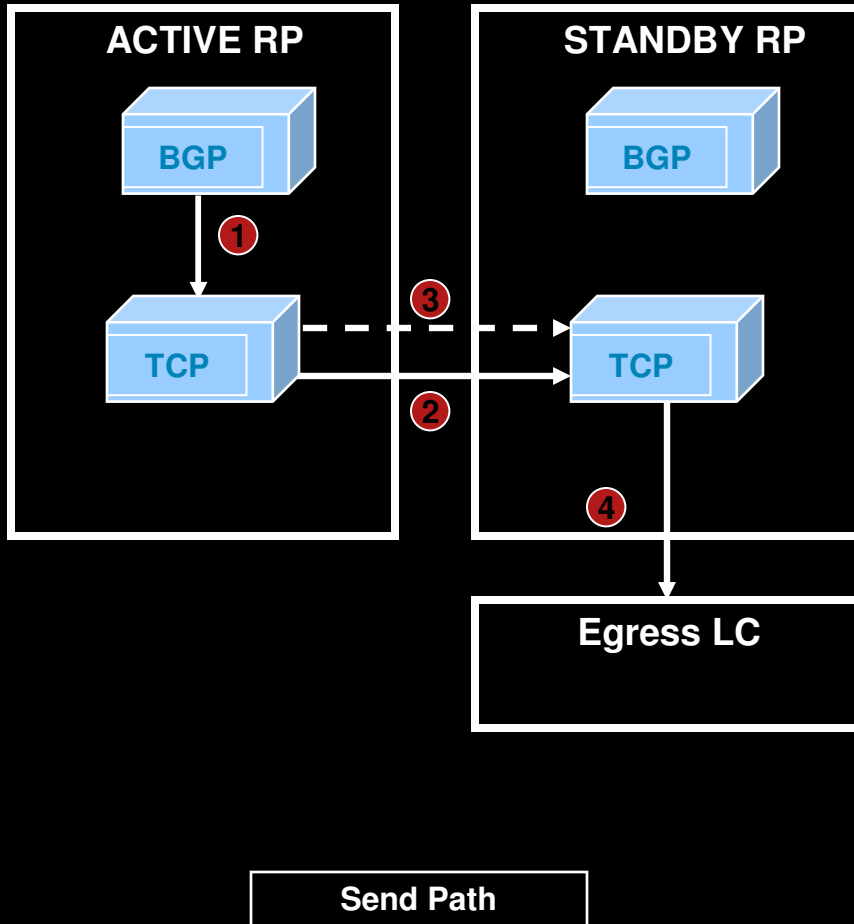 ACTIVE RP
STANDBY RP
BGP
BGP
1
3
TCP
TCP
2
4
Egress LC
Send Path